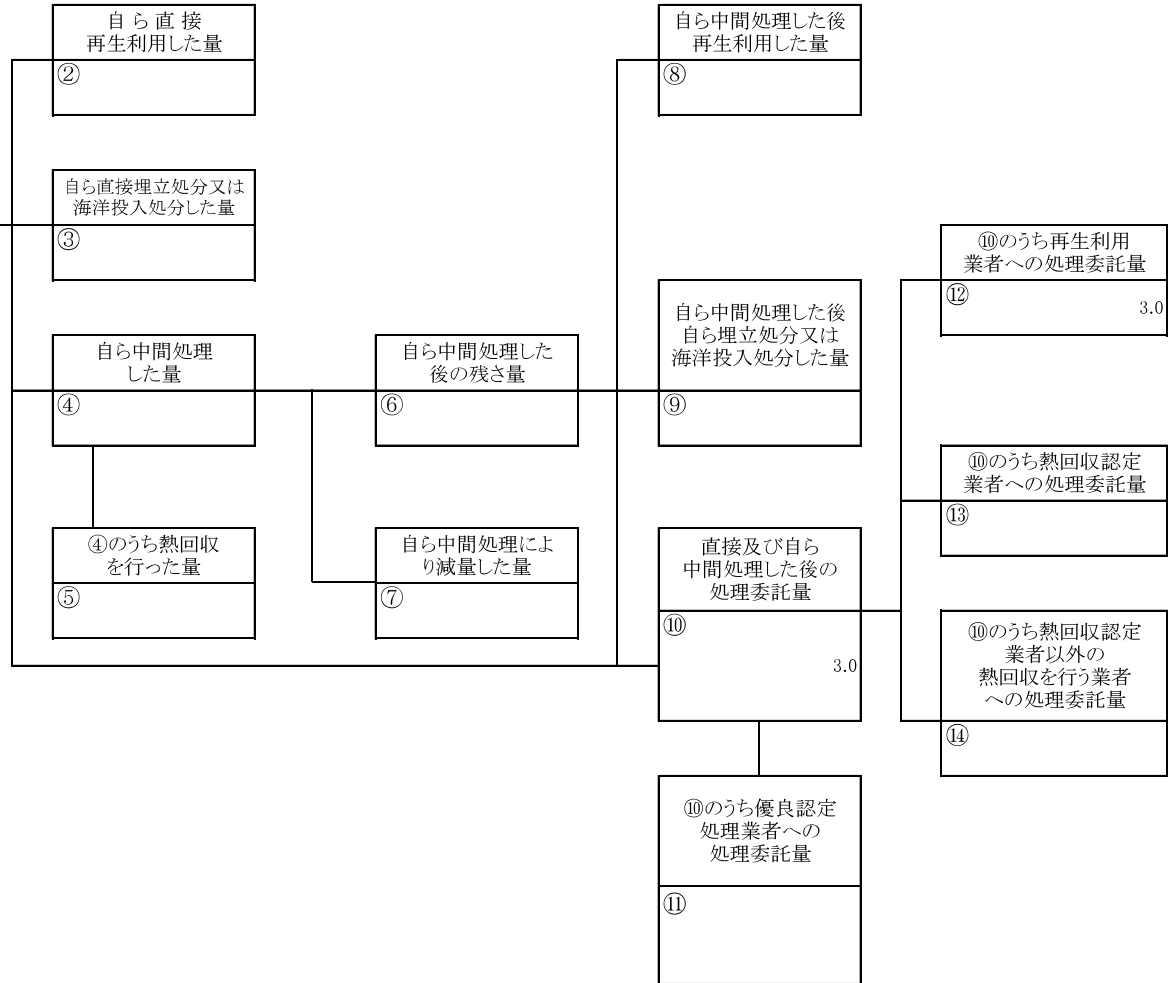 自 ら 直 接
再生利用した量
②
自ら直接埋立処分又は
海洋投入処分した量
③
自ら中間処理
した量
④
④のうち熱回収
を行った量
⑤
自ら中間処理した
後の残さ量
⑥
自ら中間処理によ
り減量した量
⑦
自ら中間処理した後
再生利用した量
⑧
自ら中間処理した後
自ら埋立処分又は
海洋投入処分した量
⑨
直接及び自ら
中間処理した後の
処理委託量
⑩
3.0
⑩のうち優良認定
処理業者への
処理委託量
⑪
⑩のうち再生利用
業者への処理委託量
⑫
3.0
⑩のうち熱回収認定
業者への処理委託量
⑬
⑩のうち熱回収認定
業者以外の
熱回収を行う業者
への処理委託量
⑭